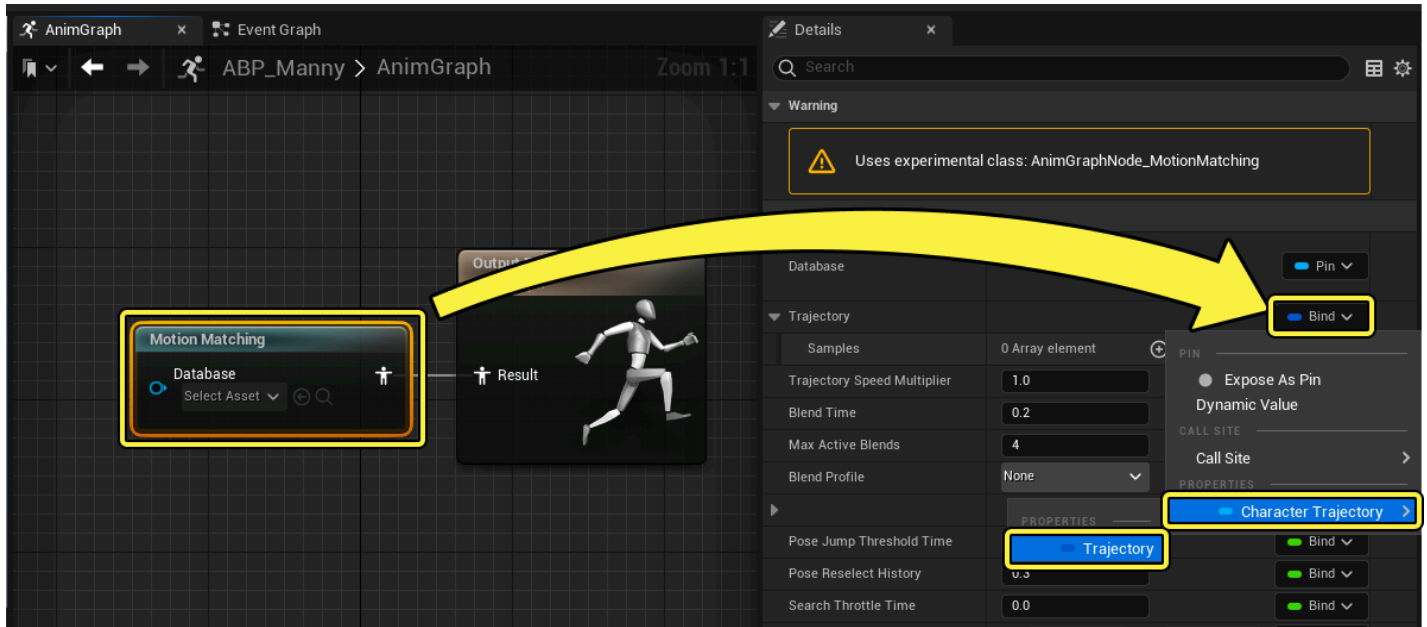 AnimGraph
Event Graph
Details
ABP_Manny > AnimGraph
Zoom 1:1
Search
Warning
Uses experimental class: AnimGraphNode_MotionMatching
Database
Pin
Trajectory
Bind
Samples
0 Array element
Trajectory Speed Multiplier
1.0
Blend Time
0.2
Max Active Blends
4
Blend Profile
None
Pose Jump Threshold Time
Bind
Pose Reselect History
0.3
Bind
Search Throttle Time
0.0
Bind
PIN
Expose As Pin
Dynamic Value
CALL SITE
Call Site
PROPERTIES
Character Trajectory
PROPERTIES
Trajectory
Motion Matching
Database
Select Asset
Output
Result